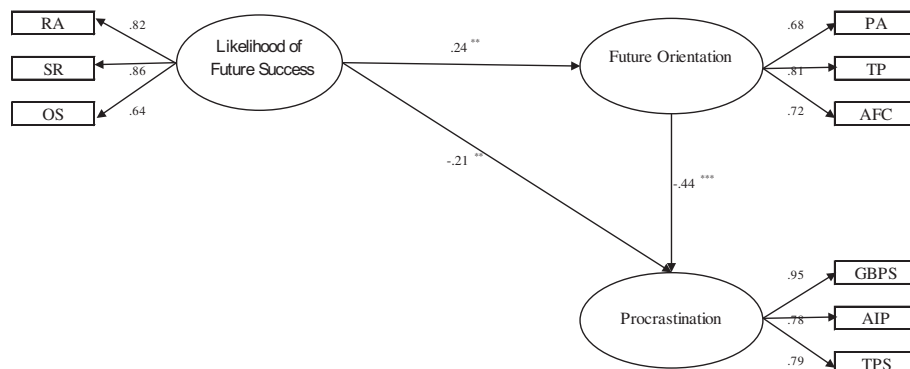 RA
.82
SR
.86
OS
.64
Likelihood of
Future Success
.24 **
Future Orientation
.68
PA
.81
TP
.72
AFC
-.21 **
-.44 ***
Procrastination
.95
GBPS
.78
AIP
.79
TPS